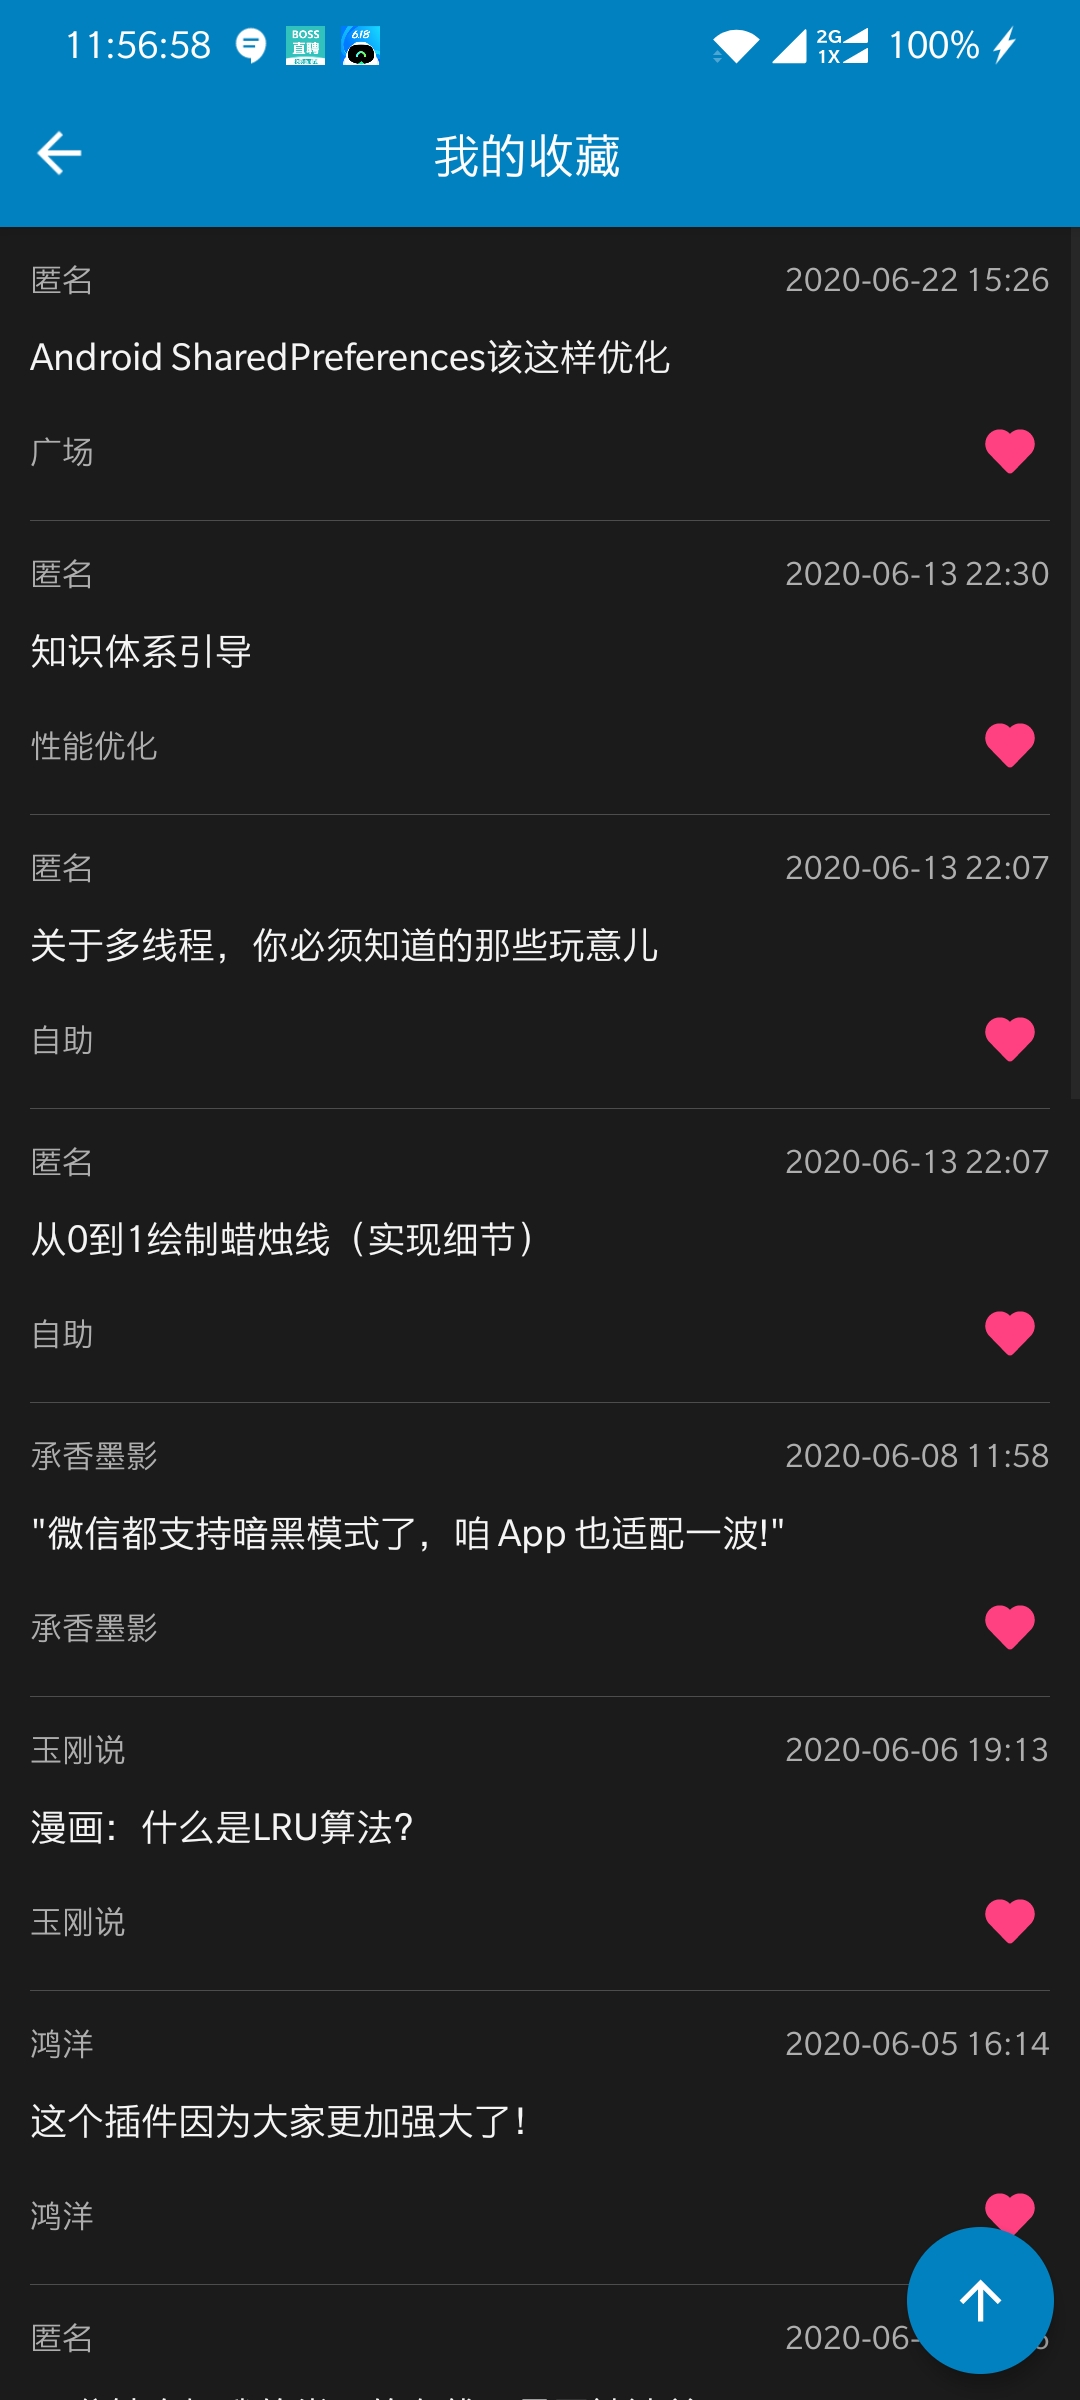 11:56:58 BOSS 直聘 618 2G 1X 100%
我的收藏
匿名 2020-06-22 15:26
Android SharedPreferences该这样优化
广场
匿名 2020-06-13 22:30
知识体系引导
性能优化
匿名 2020-06-13 22:07
关于多线程，你必须知道的那些玩意儿
自助
匿名 2020-06-13 22:07
从0到1绘制蜡烛线（实现细节）
自助
承香墨影 2020-06-08 11:58
"微信都支持暗黑模式了，咱 App 也适配一波!"
承香墨影
玉刚说 2020-06-06 19:13
漫画：什么是LRU算法？
玉刚说
鸿洋 2020-06-05 16:14
这个插件因为大家更加强大了！
鸿洋
匿名 2020-06-